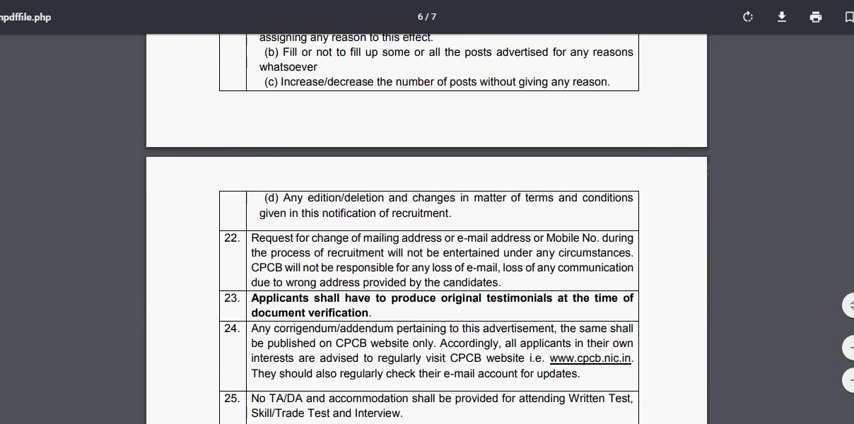 npdffile.php
6 / 7
assigning any reason to this effect.
(b) Fill or not to fill up some or all the posts advertised for any reasons
whatsoever
(c) Increase/decrease the number of posts without giving any reason.
(d) Any edition/deletion and changes in matter of terms and conditions
given in this notification of recruitment.
22. Request for change of mailing address or e-mail address or Mobile No. during
the process of recruitment will not be entertained under any circumstances.
CPCB will not be responsible for any loss of e-mail, loss of any communication
due to wrong address provided by the candidates.
23. Applicants shall have to produce original testimonials at the time of
document verification.
24. Any corrigendum/addendum pertaining to this advertisement, the same shall
be published on CPCB website only. Accordingly, all applicants in their own
interests are advised to regularly visit CPCB website i.e. www.cpcb.nic.in.
They should also regularly check their e-mail account for updates.
25. No TA/DA and accommodation shall be provided for attending Written Test,
Skill/Trade Test and Interview.